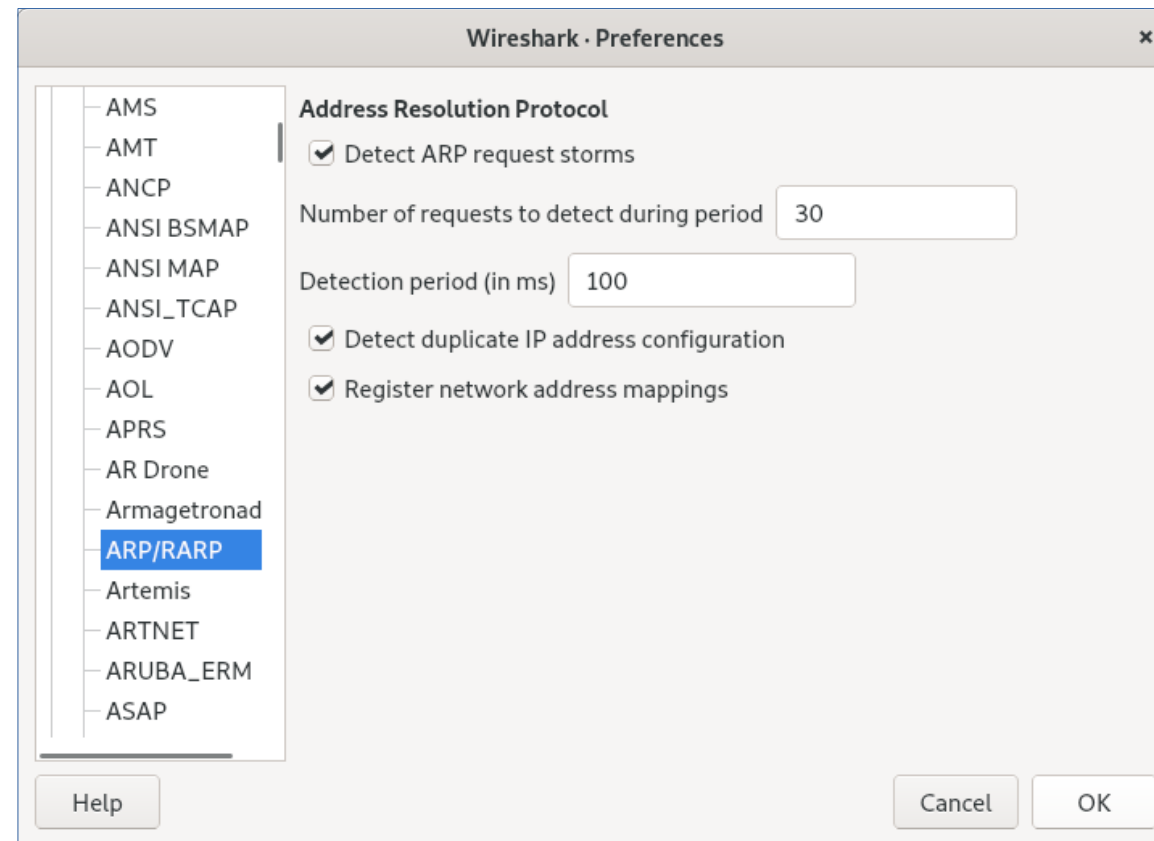 Wireshark · Preferences
×
AMS
AMT
ANCP
ANSI BSMAP
ANSI MAP
ANSI_TCAP
AODV
AOL
APRS
AR Drone
Armagetronad
ARP/RARP
Artemis
ARTNET
ARUBA_ERM
ASAP
Address Resolution Protocol
Detect ARP request storms
Number of requests to detect during period 30
Detection period (in ms) 100
Detect duplicate IP address configuration
Register network address mappings
Help Cancel OK